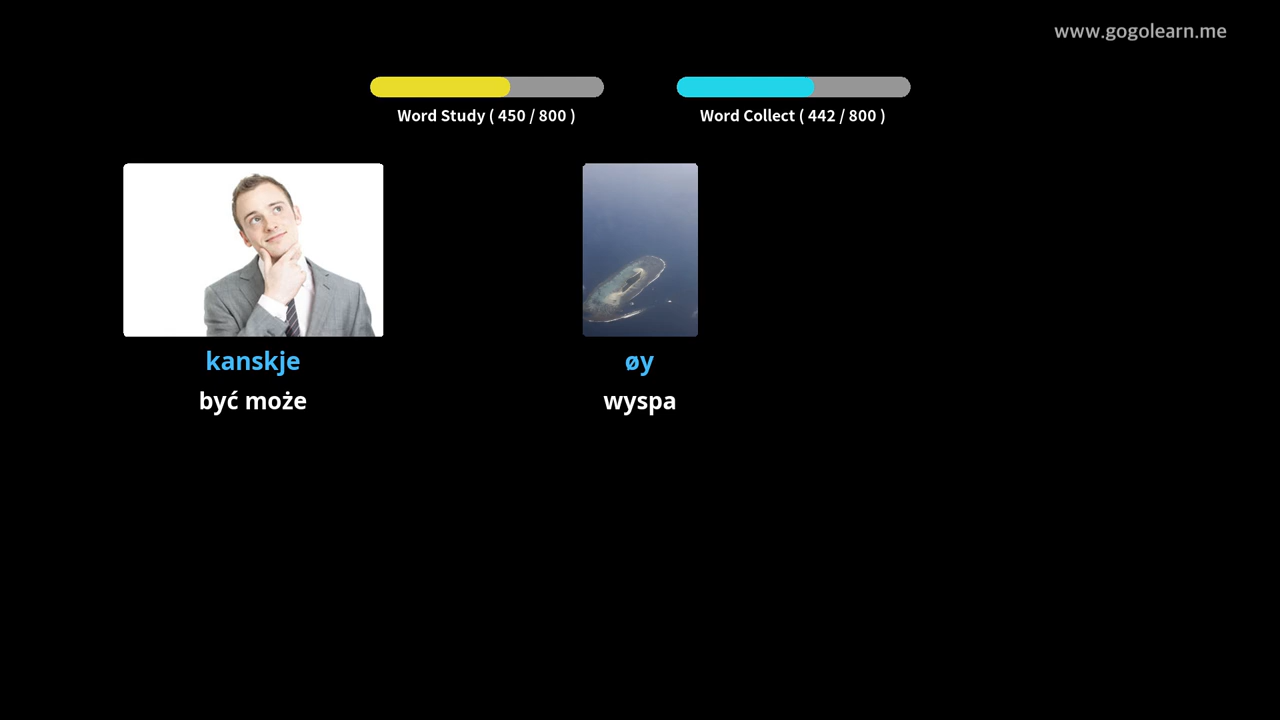 www.gogolearn.me
Word Study ( 450 / 800 )
Word Collect ( 442 / 800 )
kanskje
być może
øy
wyspa